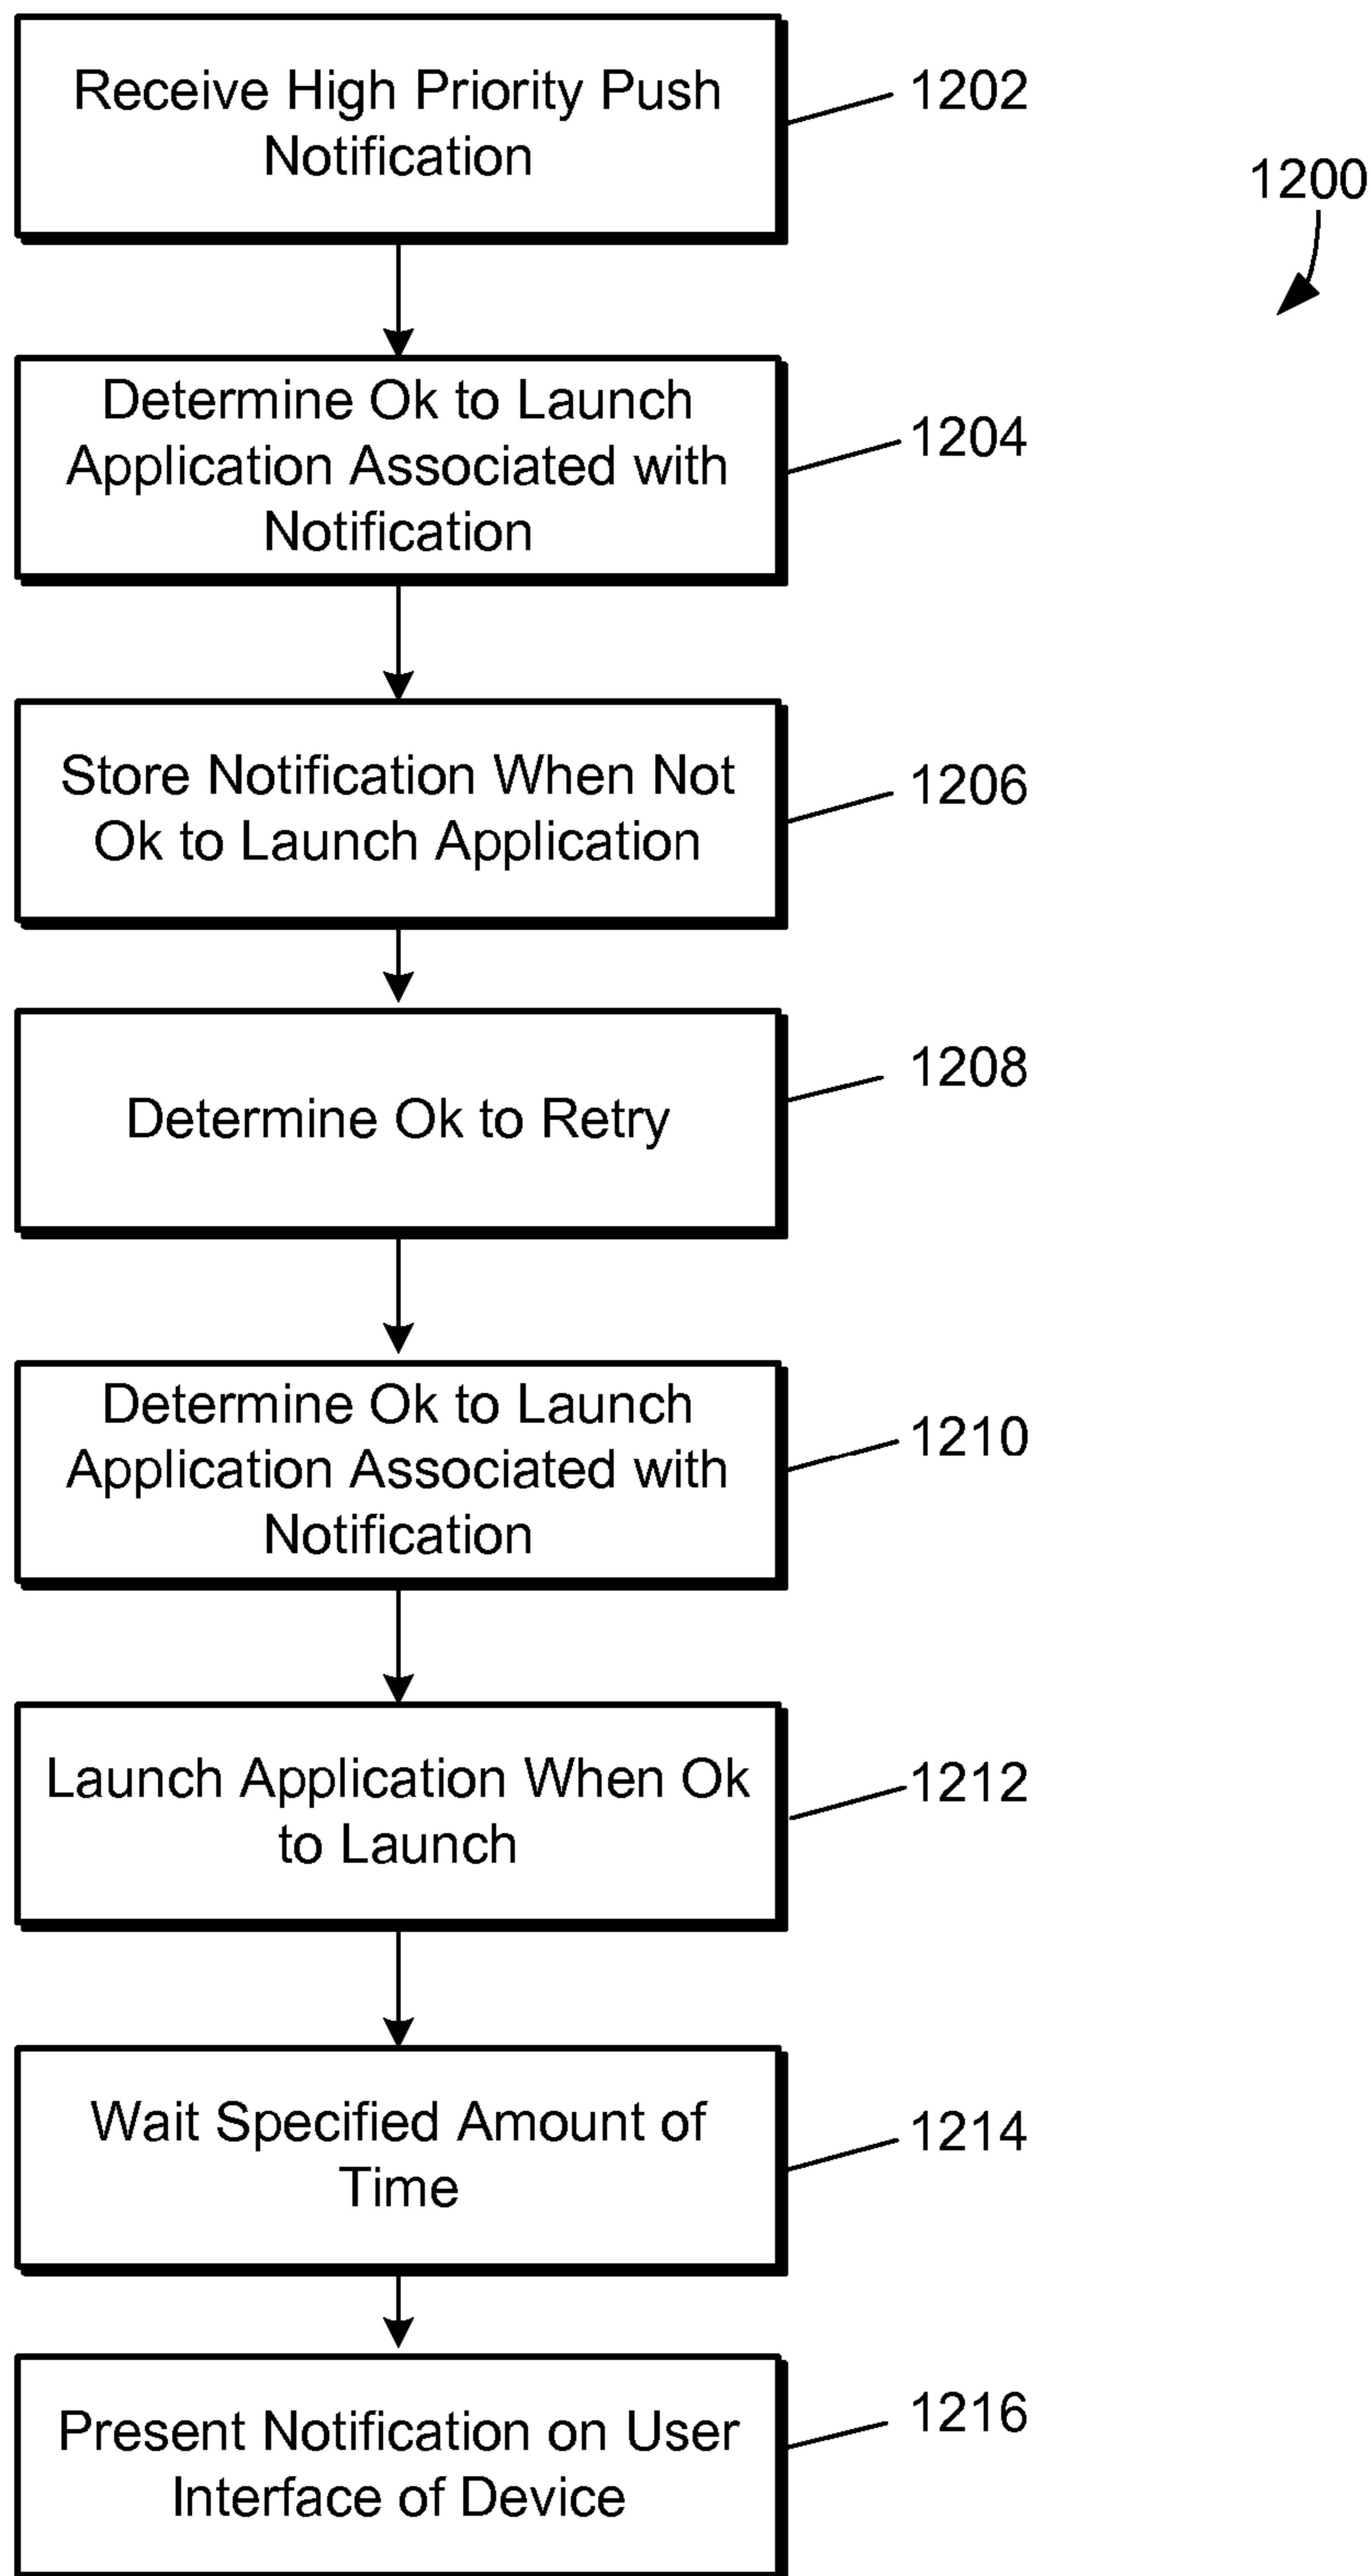 Receive High Priority Push
Notification
1202
1200
Determine Ok to Launch
Application Associated with
Notification
1204
Store Notification When Not
Ok to Launch Application
1206
Determine Ok to Retry
1208
Determine Ok to Launch
Application Associated with
Notification
1210
Launch Application When Ok
to Launch
1212
Wait Specified Amount of
Time
1214
Present Notification on User
Interface of Device
1216